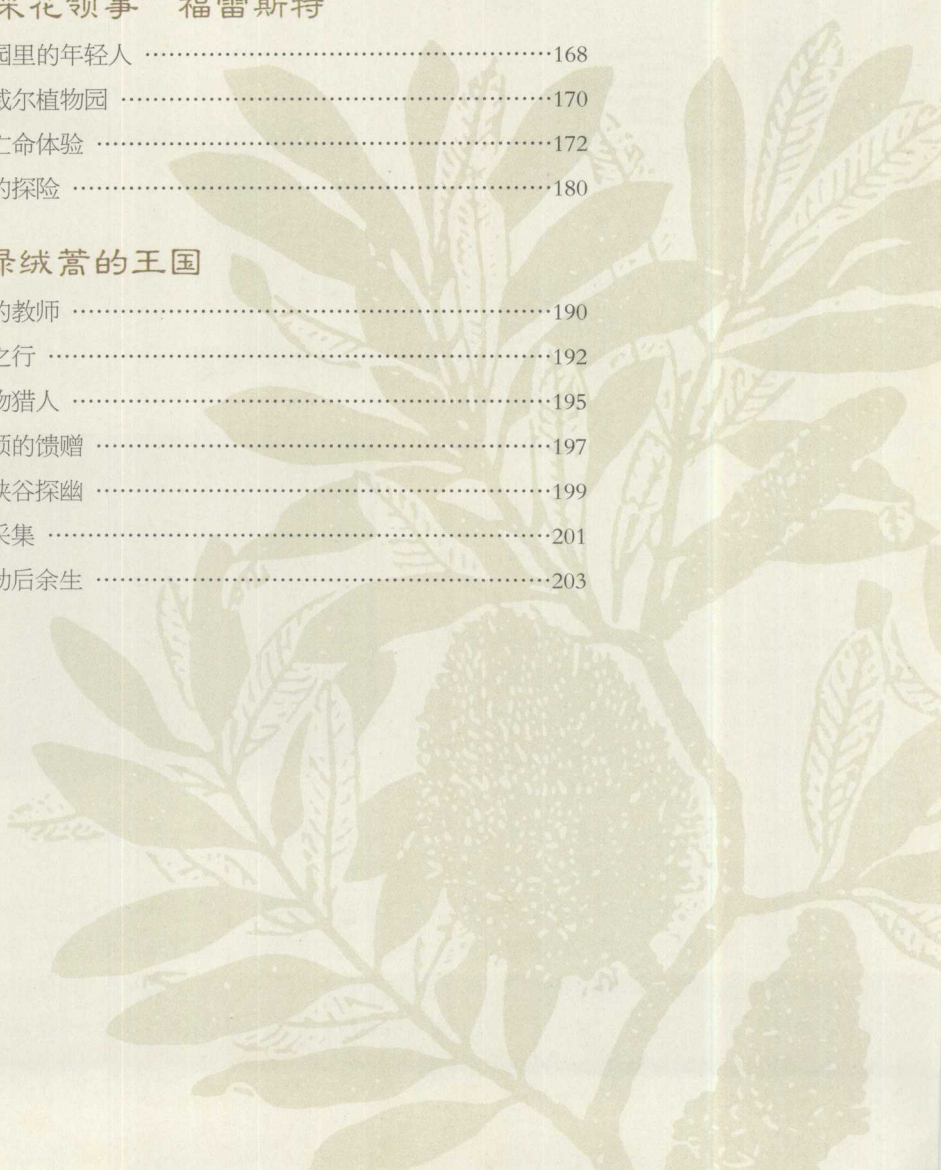 采花领事 福雷斯特
园里的年轻人 ……………………………168
威尔植物园 ……………………………170
亡命体验 ……………………………172
的探险 ……………………………180
绿绒蒿的王国
的教师 ……………………………190
之行 ……………………………192
物猎人 ……………………………195
的馈赠 ……………………………197
峡谷探幽 ……………………………199
采集 ……………………………201
劫后余生 ……………………………203